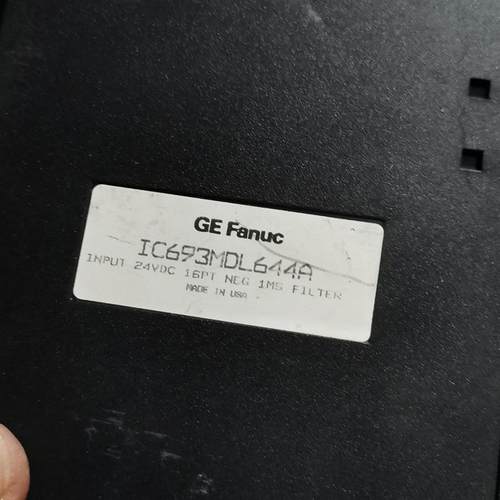 GE Fanuc
IC693MDL644A
INPUT 24VDC 16PT NEG 1MS FILTER
MADE IN USA